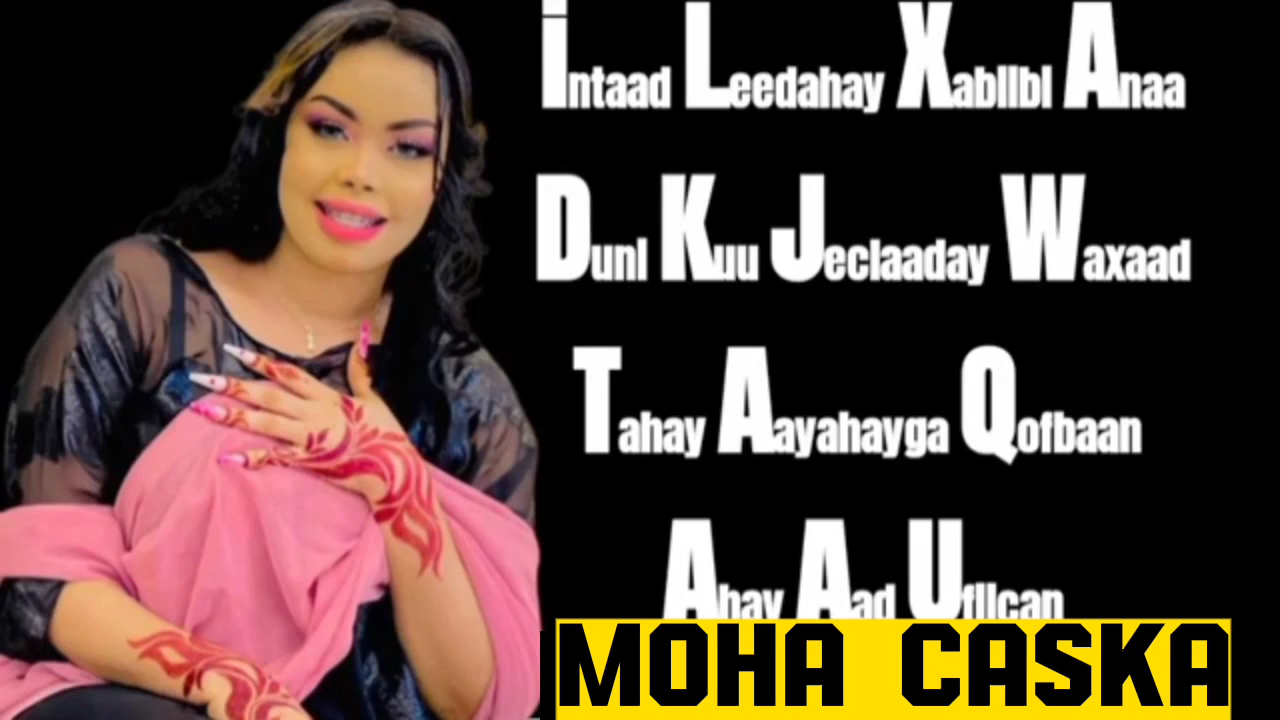 Intaad Leedahay XabIIbI Anaa
DunI Kuu Jeclaaday Waxaad
Tahay Aayahayga Qofbaan
Ahay Aad UfIIcan
MOHA CASKA